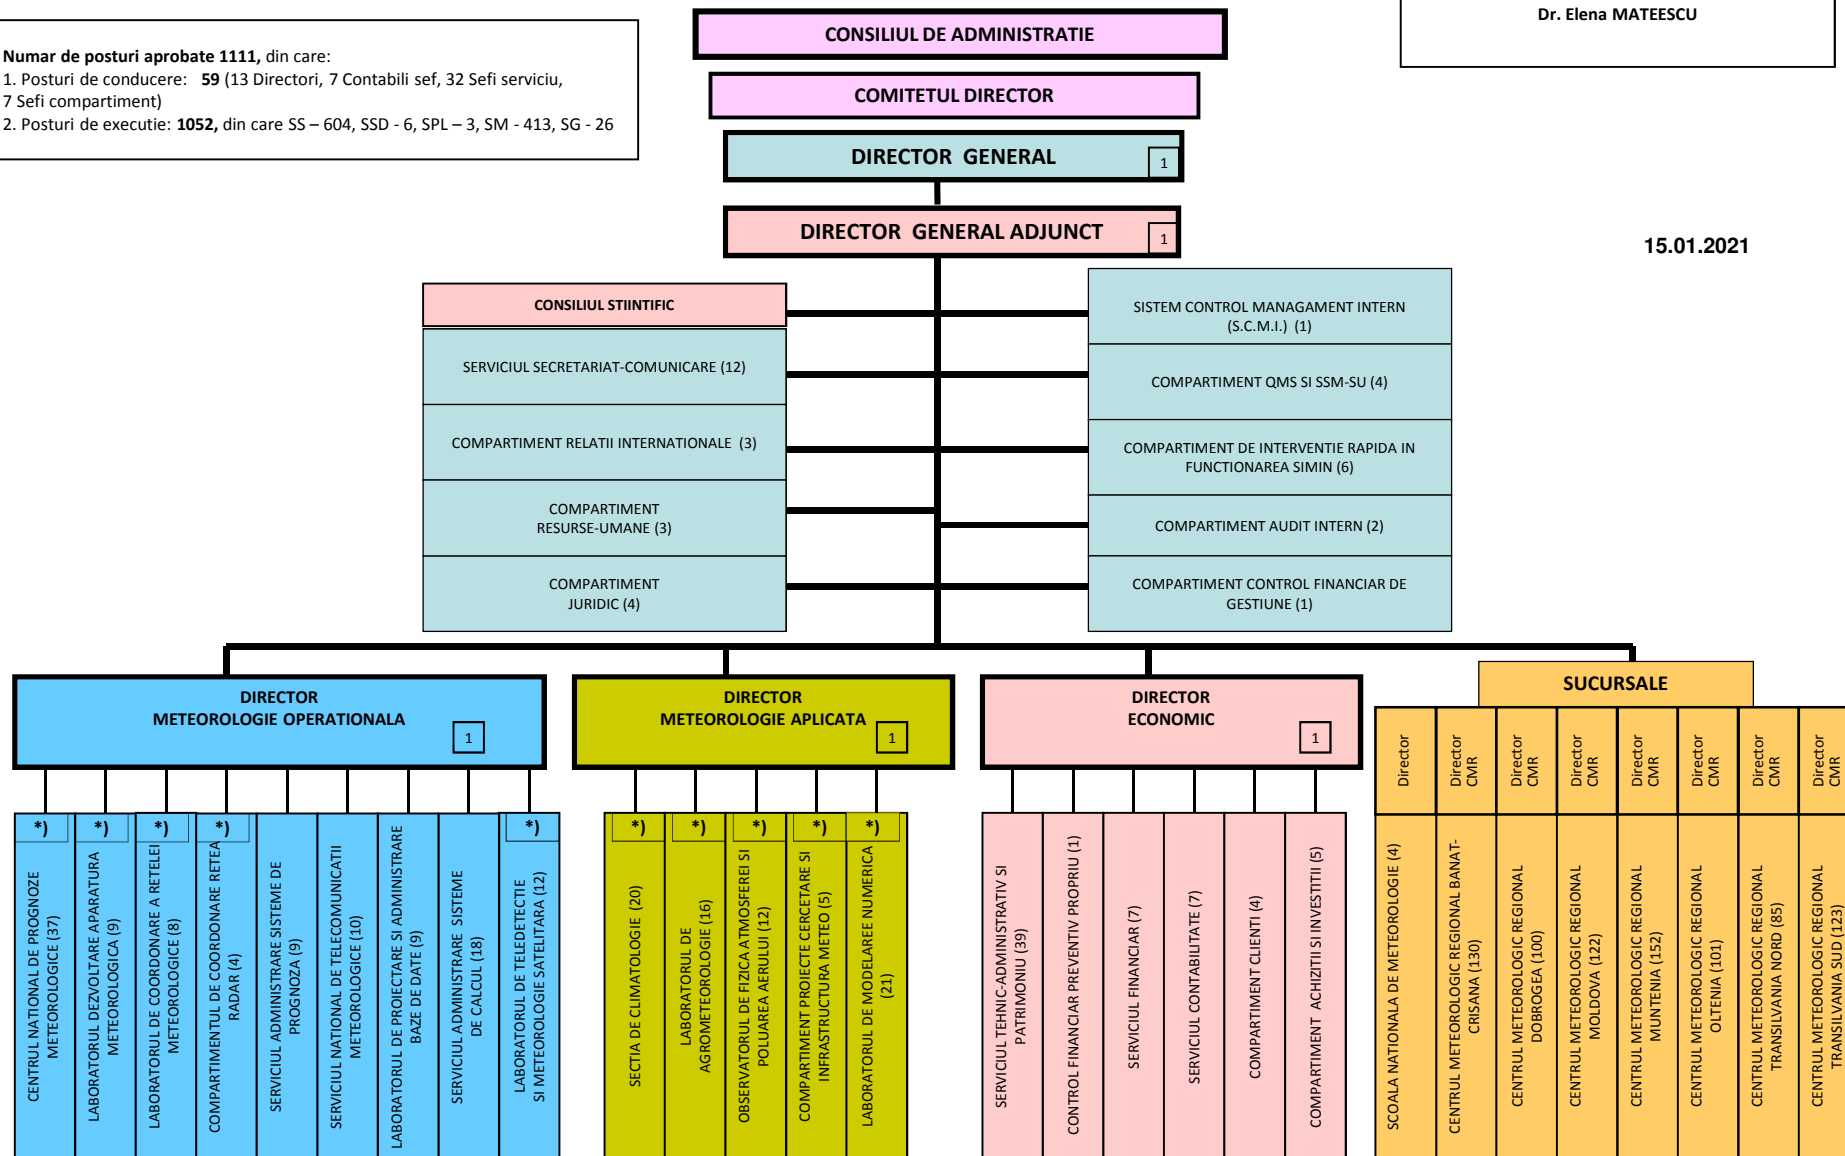 Dr. Elena MATEESCU
Numar de posturi aprobate 1111, din care:
1. Posturi de conducere: 59 (13 Directori, 7 Contabili sef, 32 Sefi serviciu,
7 Sefi compartiment)
2. Posturi de executie: 1052, din care SS – 604, SSD - 6, SPL – 3, SM - 413, SG - 26
CONSILIUL DE ADMINISTRATIE
COMITETUL DIRECTOR
DIRECTOR GENERAL
1
DIRECTOR GENERAL ADJUNCT
1
15.01.2021
CONSILIUL STIINTIFIC
SERVICIUL SECRETARIAT-COMUNICARE (12)
COMPARTIMENT RELATII INTERNATIONALE (3)
COMPARTIMENT
RESURSE-UMANE (3)
COMPARTIMENT
JURIDIC (4)
SISTEM CONTROL MANAGAMENT INTERN
(S.C.M.I.) (1)
COMPARTIMENT QMS SI SSM-SU (4)
COMPARTIMENT DE INTERVENTIE RAPIDA IN
FUNCTIONAREA SIMIN (6)
COMPARTIMENT AUDIT INTERN (2)
COMPARTIMENT CONTROL FINANCIAR DE
GESTIUNE (1)
DIRECTOR
METEOROLOGIE OPERATIONALA
1
*)
CENTRUL NATIONAL DE PROGNOZE
METEOROLOGICE (37)
*)
LABORATORUL DEZVOLTARE APARATURA
METEOROLOGICA (9)
*)
LABORATORUL DE COORDONARE A RETELEI
METEOROLOGICE (8)
*)
COMPARTIMENTUL DE COORDONARE RETEA
RADAR (4)
SERVICIUL ADMINISTRARE SISTEME DE
PROGNOZA (9)
SERVICIUL NATIONAL DE TELECOMUNICATII
METEOROLOGICE (10)
LABORATORUL DE PROIECTARE SI ADMINISTRARE
BAZE DE DATE (9)
SERVICIUL ADMINISTRARE SISTEME
DE CALCUL (18)
*)
LABORATORUL DE TELEDETECTIE
SI METEOROLOGIE SATELITARA (12)
DIRECTOR
METEOROLOGIE APLICATA
1
*)
SECTIA DE CLIMATOLOGIE (20)
*)
LABORATORUL DE
AGROMETEOROLOGIE (16)
*)
OBSERVATORUL DE FIZICA ATMOSFEREI SI
POLUAREA AERULUI (12)
*)
COMPARTIMENT PROIECTE CERCETARE SI
INFRASTRUCTURA METEO (5)
*)
LABORATORUL DE MODELAREE NUMERICA
(21)
DIRECTOR
ECONOMIC
1
SERVICIUL TEHNIC-ADMINISTRATIV SI
PATRIMONIU (39)
CONTROL FINANCIAR PREVENTIV PROPRIU (1)
SERVICIUL FINANCIAR (7)
SERVICIUL CONTABILITATE (7)
COMPARTIMENT CLIENTI (4)
COMPARTIMENT ACHIZITII SI INVESTITII (5)
SUCURSALE
Director
SCOALA NATIONALA DE METEOROLOGIE (4)
Director
CMR
CENTRUL METEOROLOGIC REGIONAL BANAT-
CRISANA (130)
Director
CMR
CENTRUL METEOROLOGIC REGIONAL
DOBROGEA (100)
Director
CMR
CENTRUL METEOROLOGIC REGIONAL
MOLDOVA (122)
Director
CMR
CENTRUL METEOROLOGIC REGIONAL
MUNTENIA (152)
Director
CMR
CENTRUL METEOROLOGIC REGIONAL
OLTENIA (101)
Director
CMR
CENTRUL METEOROLOGIC REGIONAL
TRANSILVANIA NORD (85)
Director
CMR
CENTRUL METEOROLOGIC REGIONAL
TRANSILVANIA SUD (123)